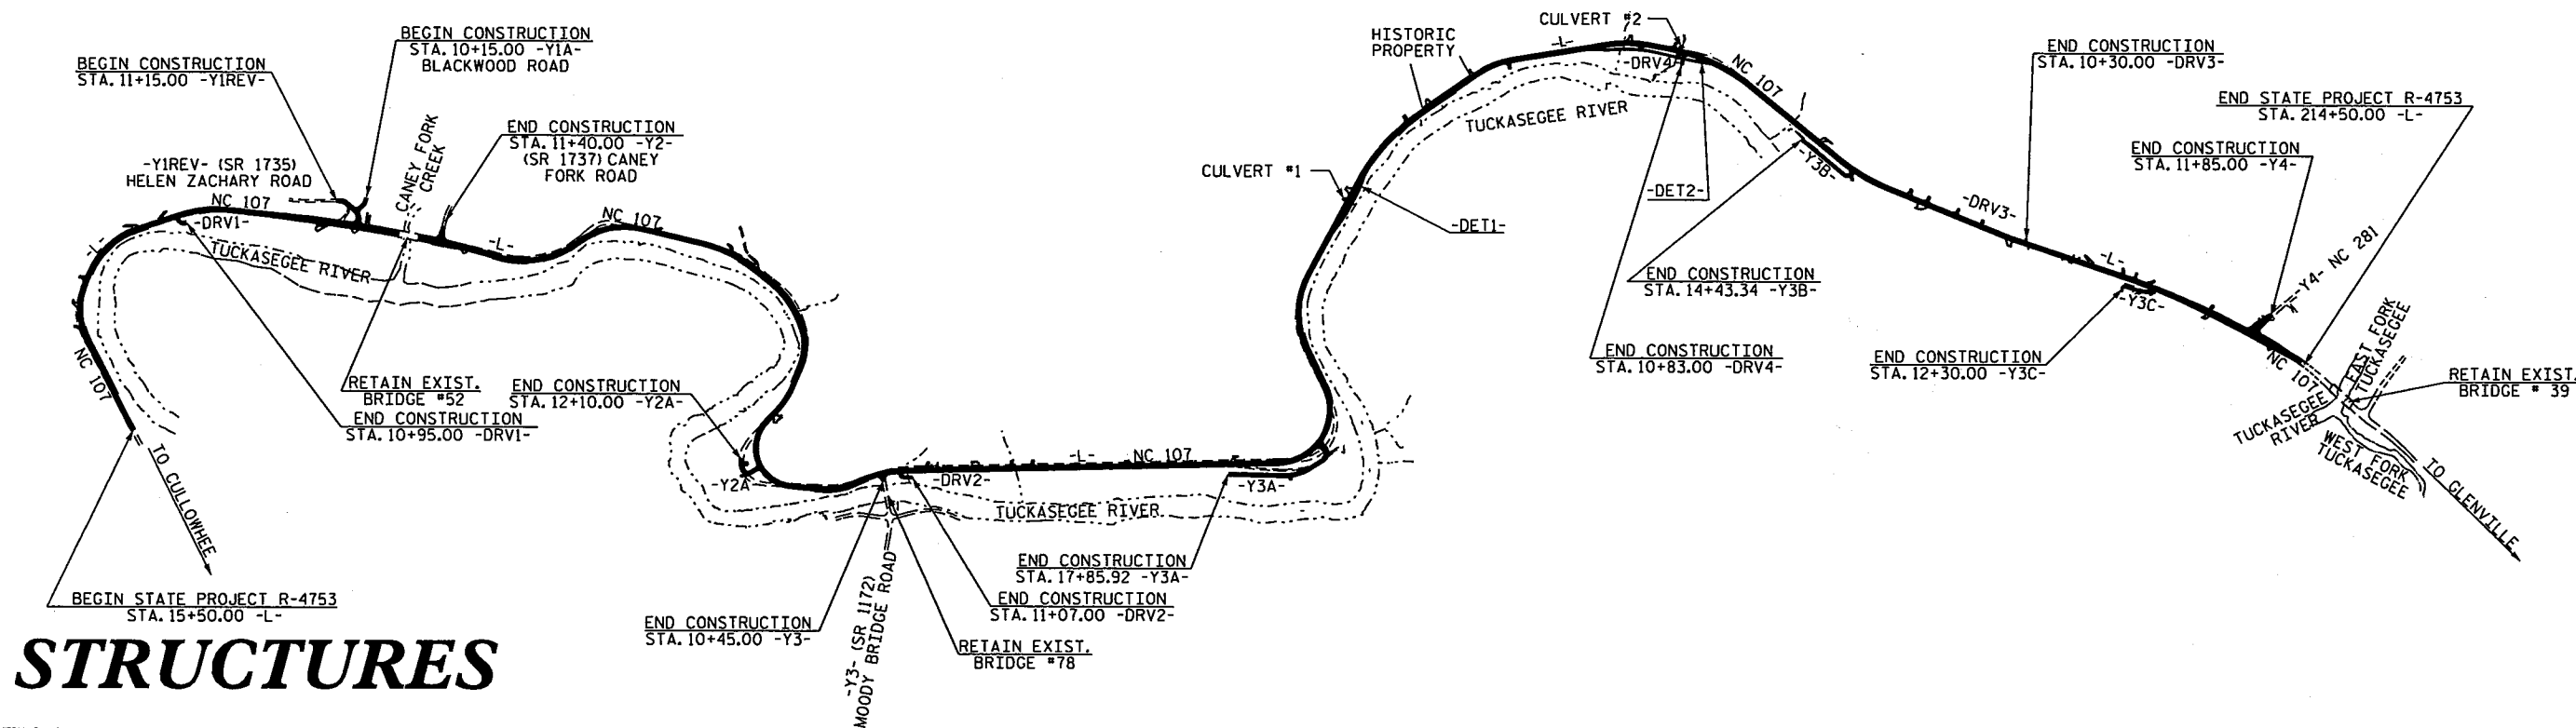 BEGIN CONSTRUCTION
STA. 10+15.00 -Y1A-
BLACKWOOD ROAD
BEGIN CONSTRUCTION
STA. 11+15.00 -Y1REV-
-Y1REV- (SR 1735)
HELEN ZACHARY ROAD
CANEY FORK
CREEK
END CONSTRUCTION
STA. 11+40.00 -Y2-
(SR 1737) CANEY
FORK ROAD
NC 107
-DRV1-
-L-
TUCKASEGEE RIVER
-L-
NC 107
NC 107
RETAIN EXIST.
BRIDGE #52
END CONSTRUCTION
STA. 10+95.00 -DRV1-
TO CULLOWHEE
BEGIN STATE PROJECT R-4753
STA. 15+50.00 -L-
END CONSTRUCTION
STA. 12+10.00 -Y2A-
-Y2A-
-DRV2-
-L-
NC 107
-Y3A-
TUCKASEGEE RIVER
END CONSTRUCTION
STA. 17+85.92 -Y3A-
END CONSTRUCTION
STA. 11+07.00 -DRV2-
END CONSTRUCTION
STA. 10+45.00 -Y3-
RETAIN EXIST.
BRIDGE #78
-Y3- (SR 1172)
MOODY BRIDGE ROAD
CULVERT #2
HISTORIC
PROPERTY
-L-
-DRV4-
NC 107
TUCKASEGEE RIVER
CULVERT #1
-DET1-
-DET2-
-Y3B-
END CONSTRUCTION
STA. 14+43.34 -Y3B-
END CONSTRUCTION
STA. 10+83.00 -DRV4-
END CONSTRUCTION
STA. 10+30.00 -DRV3-
END STATE PROJECT R-4753
STA. 214+50.00 -L-
END CONSTRUCTION
STA. 11+85.00 -Y4-
-DRV3-
-L-
-Y4- NC 281
-Y3C-
END CONSTRUCTION
STA. 12+30.00 -Y3C-
NC 107
EAST FORK
TUCKASEGEE
RETAIN EXIST.
BRIDGE # 39
TUCKASEGEE
RIVER
WEST FORK
TUCKASEGEE
TO GLENVILLE
STRUCTURES